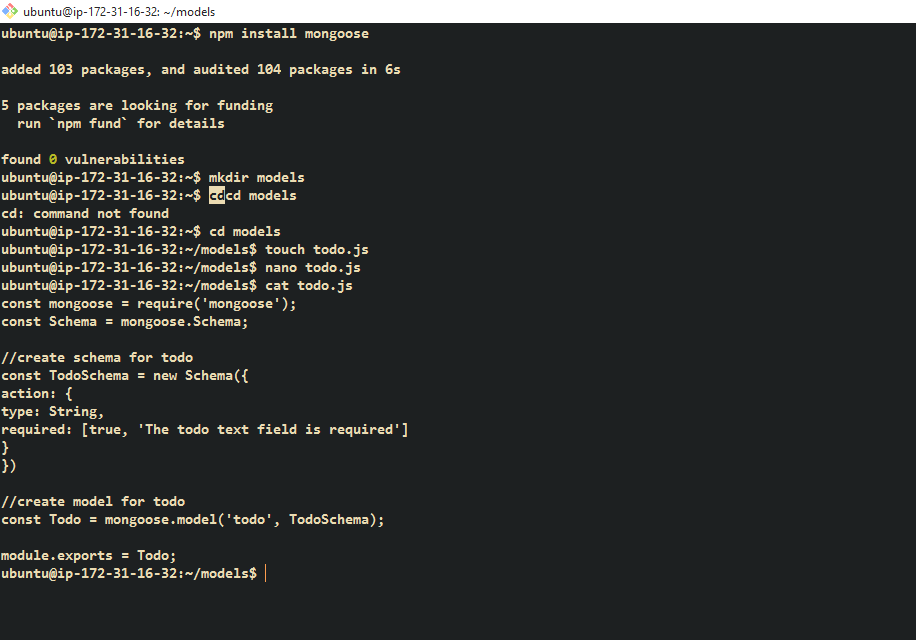 ubuntu@ip-172-31-16-32: ~/models
ubuntu@ip-172-31-16-32:~$ npm install mongoose
added 103 packages, and audited 104 packages in 6s
5 packages are looking for funding
run `npm fund` for details
found 0 vulnerabilities
ubuntu@ip-172-31-16-32:~$ mkdir models
ubuntu@ip-172-31-16-32:~$ cdcd models
cd: command not found
ubuntu@ip-172-31-16-32:~$ cd models
ubuntu@ip-172-31-16-32:~/models$ touch todo.js
ubuntu@ip-172-31-16-32:~/models$ nano todo.js
ubuntu@ip-172-31-16-32:~/models$ cat todo.js
const mongoose = require('mongoose');
const Schema = mongoose.Schema;
//create schema for todo
const TodoSchema = new Schema({
action: {
type: String,
required: [true, 'The todo text field is required']
}
})
//create model for todo
const Todo = mongoose.model('todo', TodoSchema);
module.exports = Todo;
ubuntu@ip-172-31-16-32:~/models$